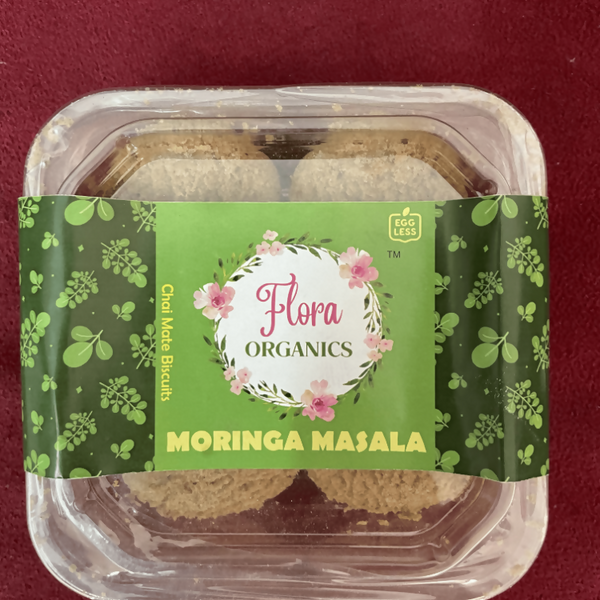 EGG
LESS
TM
Flora
ORGANICS
Chai Mate Biscuits
MORINGA MASALA